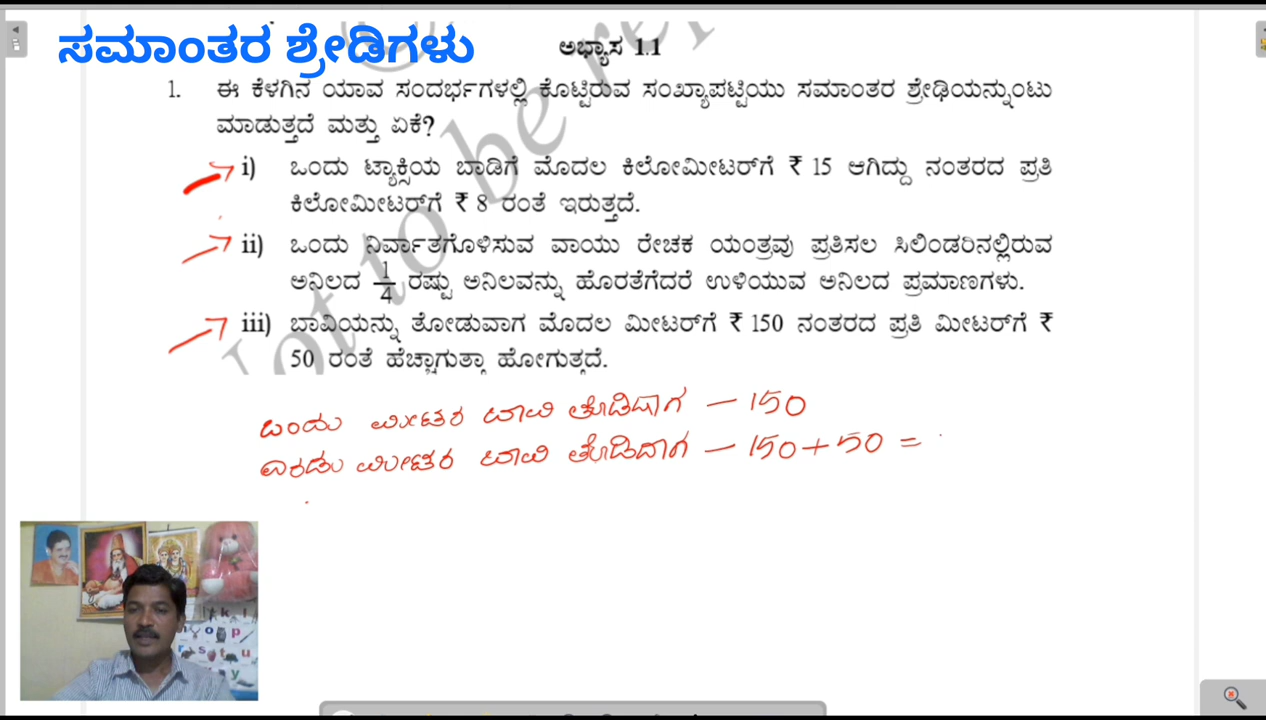 ಸಮಾಂತರ ಶ್ರೇಡಿಗಳು
ಅಭ್ಯಾಸ 1.1
1. ಈ ಕೆಳಗಿನ ಯಾವ ಸಂದರ್ಭಗಳಲ್ಲಿ ಕೊಟ್ಟಿರುವ ಸಂಖ್ಯಾಪಟ್ಟಿಯು ಸಮಾಂತರ ಶ್ರೇಢಿಯನ್ನುಂಟು
ಮಾಡುತ್ತದೆ ಮತ್ತು ಏಕೆ?
i) ಒಂದು ಟ್ಯಾಕ್ಸಿಯ ಬಾಡಿಗೆ ಮೊದಲ ಕಿಲೋಮೀಟರ್‌ಗೆ ₹ 15 ಆಗಿದ್ದು ನಂತರದ ಪ್ರತಿ
ಕಿಲೋಮೀಟರ್‌ಗೆ ₹ 8 ರಂತೆ ಇರುತ್ತದೆ.
ii) ಒಂದು ನಿರ್ವಾತಗೊಳಿಸುವ ವಾಯು ರೇಚಕ ಯಂತ್ರವು ಪ್ರತಿಸಲ ಸಿಲಿಂಡರಿನಲ್ಲಿರುವ
ಅನಿಲದ 1/4 ರಷ್ಟು ಅನಿಲವನ್ನು ಹೊರತೆಗೆದರೆ ಉಳಿಯುವ ಅನಿಲದ ಪ್ರಮಾಣಗಳು.
iii) ಬಾವಿಯನ್ನು ತೋಡುವಾಗ ಮೊದಲ ಮೀಟರ್‌ಗೆ ₹ 150 ನಂತರದ ಪ್ರತಿ ಮೀಟರ್‌ಗೆ ₹
50 ರಂತೆ ಹೆಚ್ಚಾಗುತ್ತಾ ಹೋಗುತ್ತದೆ.
ಒಂದು ಮೀಟರ ಬಾವಿ ತೋಡಿದಾಗ – 150
ಎರಡು ಮೀಟರ ಬಾವಿ ತೋಡಿದಾಗ – 150 + 50 =